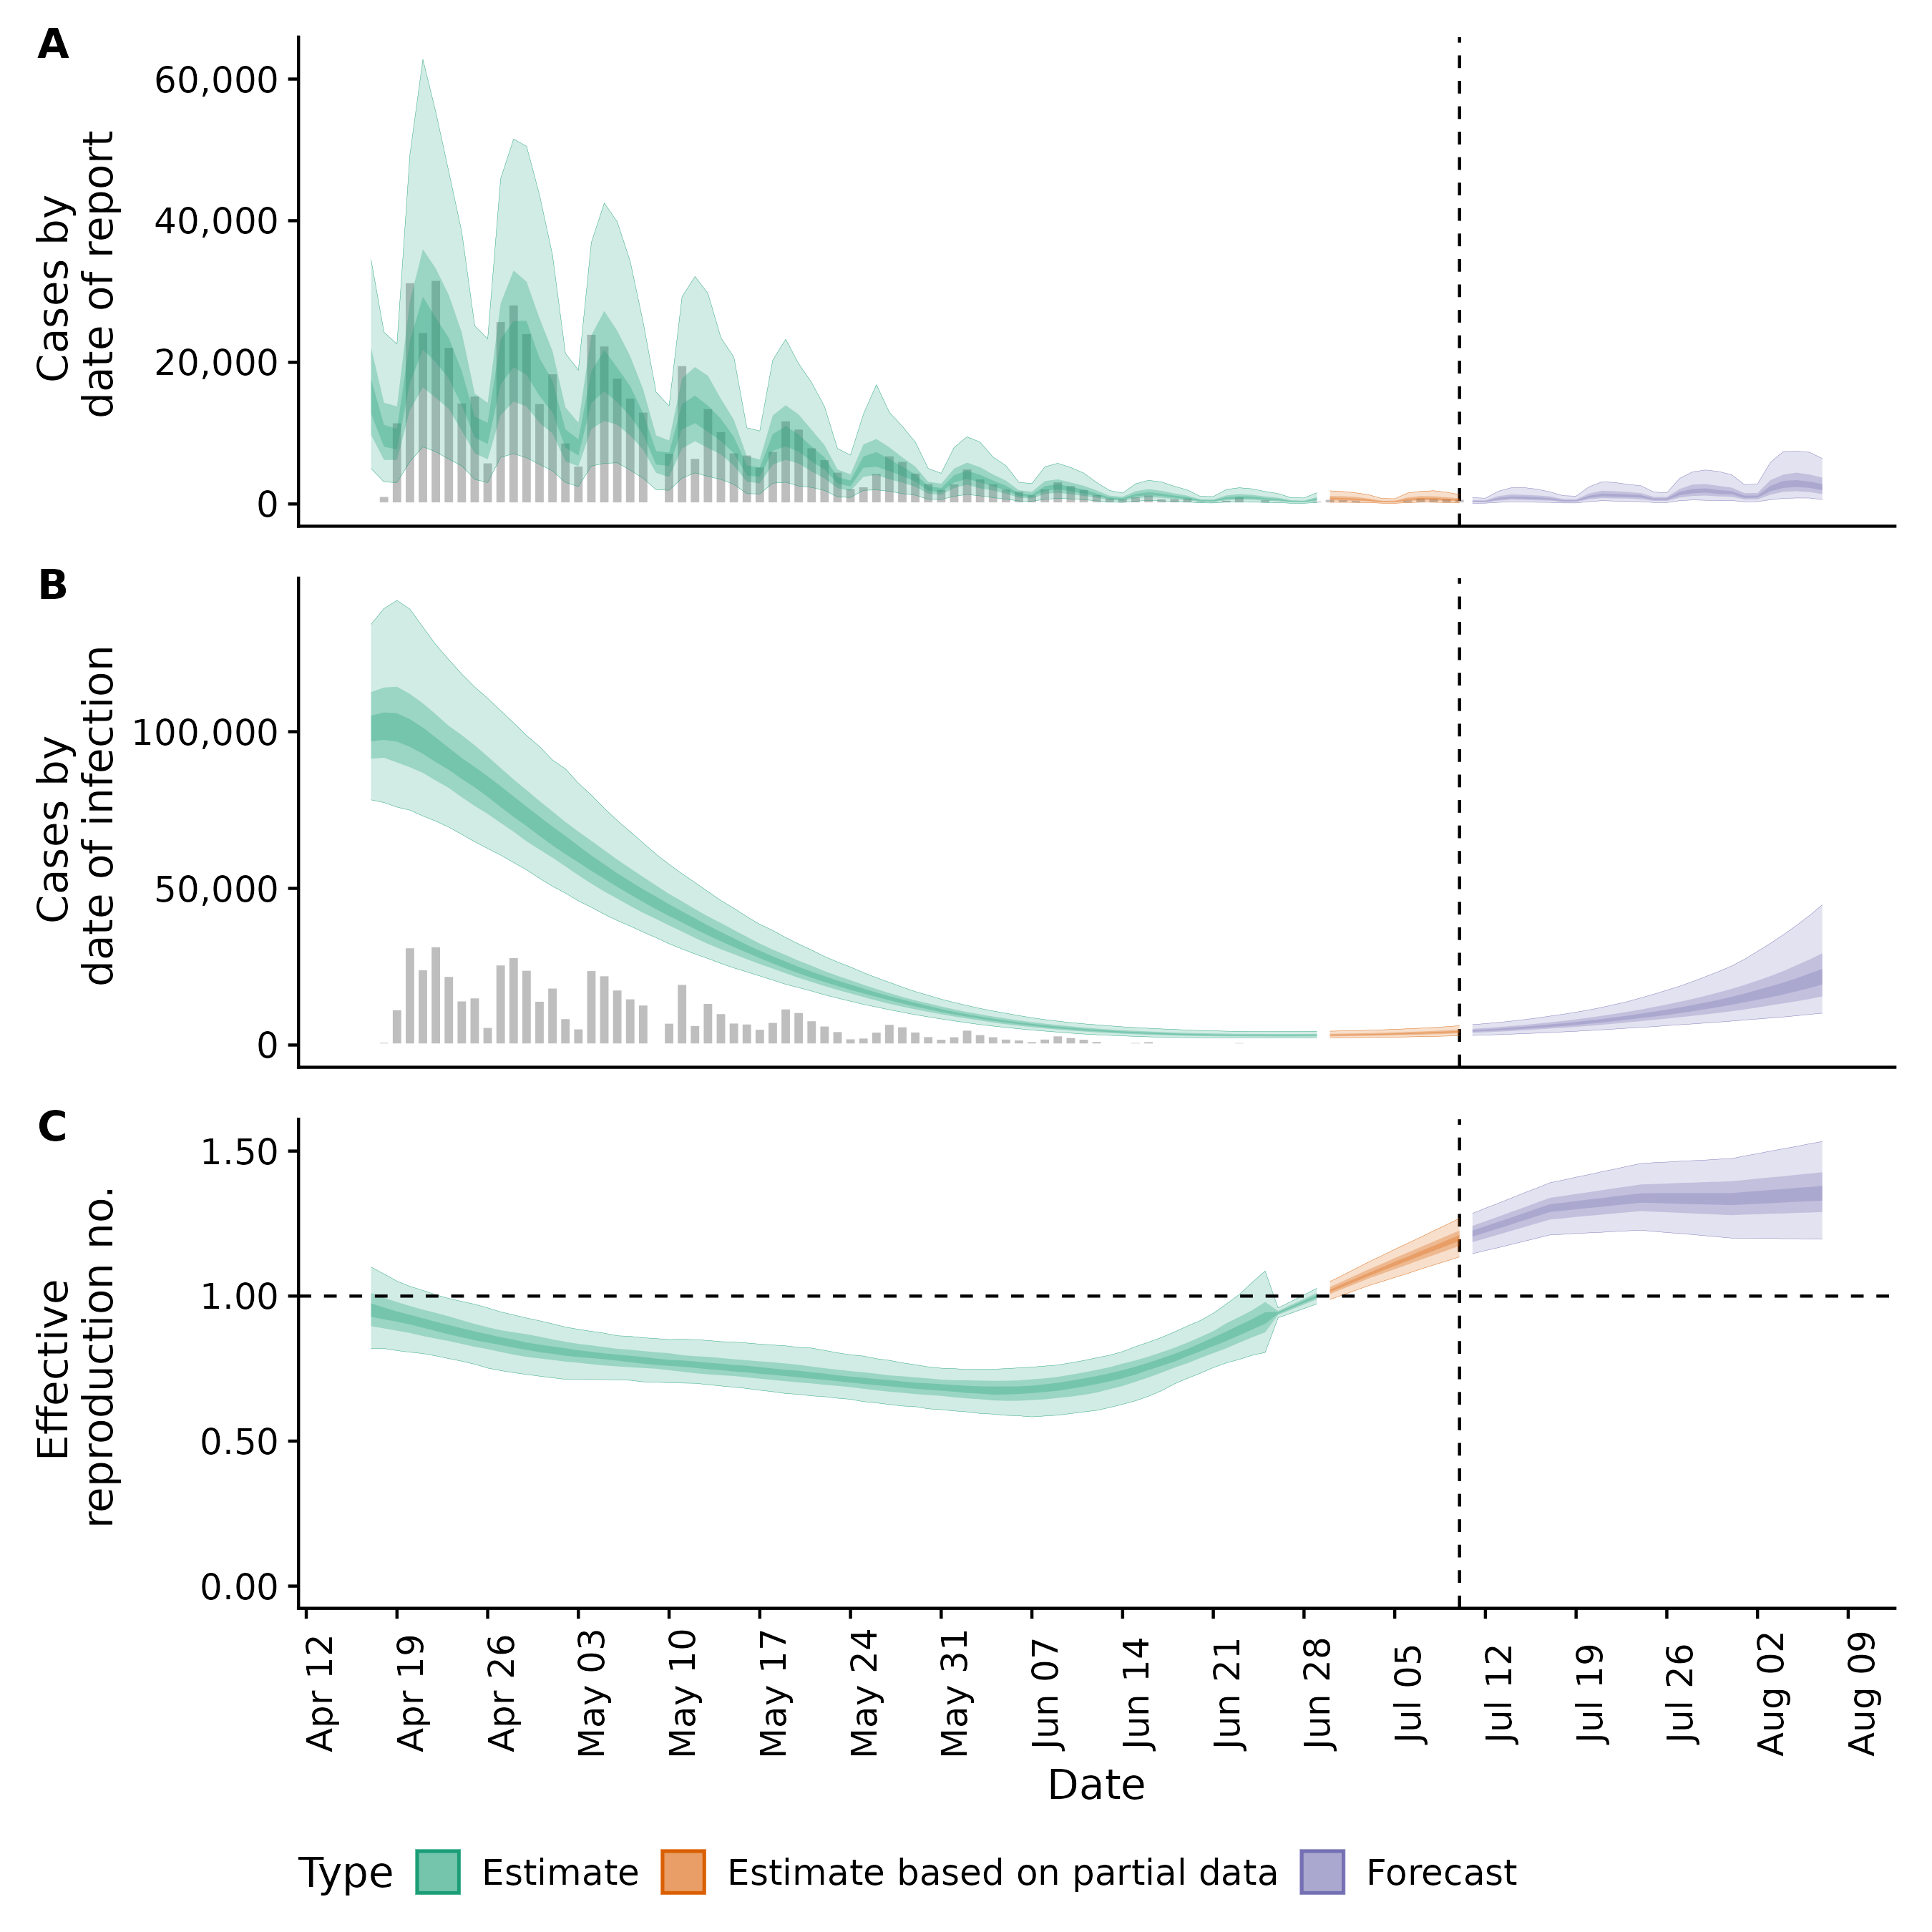 A
60,000
40,000
20,000
0
Cases by
date of report
B
100,000
50,000
0
Cases by
date of infection
C
1.50
1.00
0.50
0.00
Effective
reproduction no.
Apr 12
Apr 19
Apr 26
May 03
May 10
May 17
May 24
May 31
Jun 07
Jun 14
Jun 21
Jun 28
Jul 05
Jul 12
Jul 19
Jul 26
Aug 02
Aug 09
Date
Type Estimate Estimate based on partial data Forecast